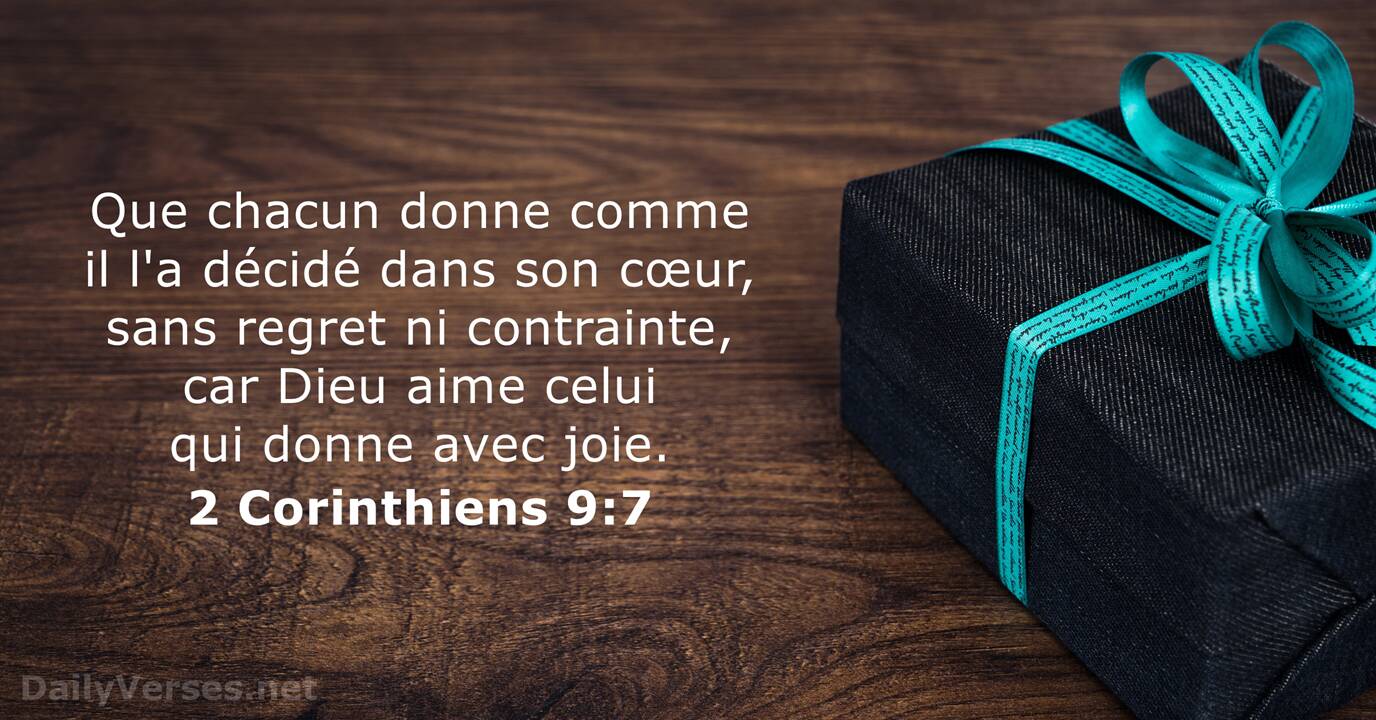 Que chacun donne comme
il l'a décidé dans son cœur,
sans regret ni contrainte,
car Dieu aime celui
qui donne avec joie.
2 Corinthiens 9:7
DailyVerses.net